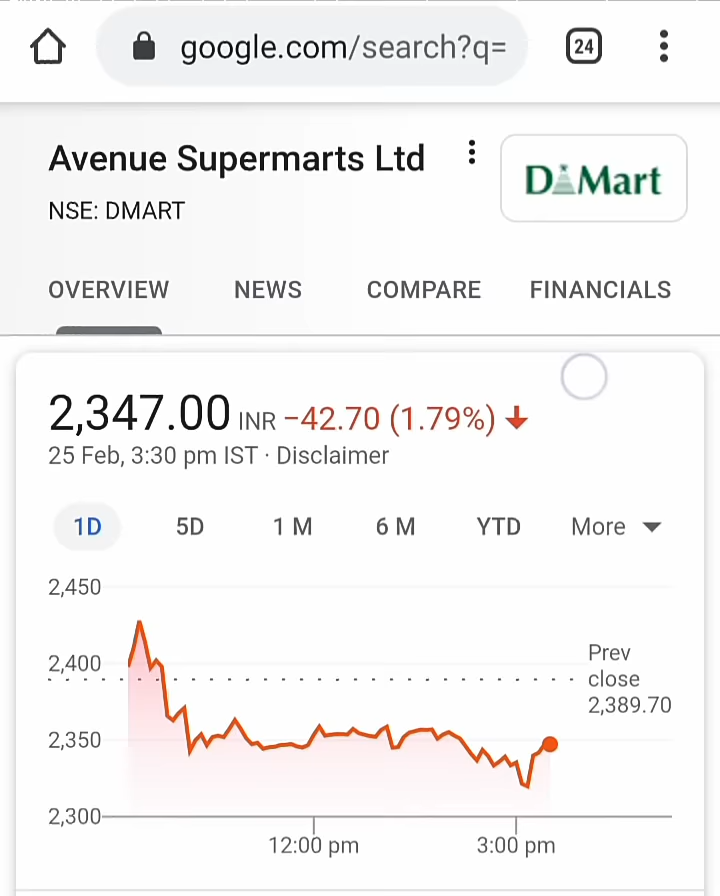 google.com/search?q= 24
Avenue Supermarts Ltd
DMart
NSE: DMART
OVERVIEW NEWS COMPARE FINANCIALS
2,347.00 INR −42.70 (1.79%)
25 Feb, 3:30 pm IST · Disclaimer
1D 5D 1 M 6 M YTD More
2,450
2,400
2,350
2,300
Prev
close
2,389.70
12:00 pm 3:00 pm